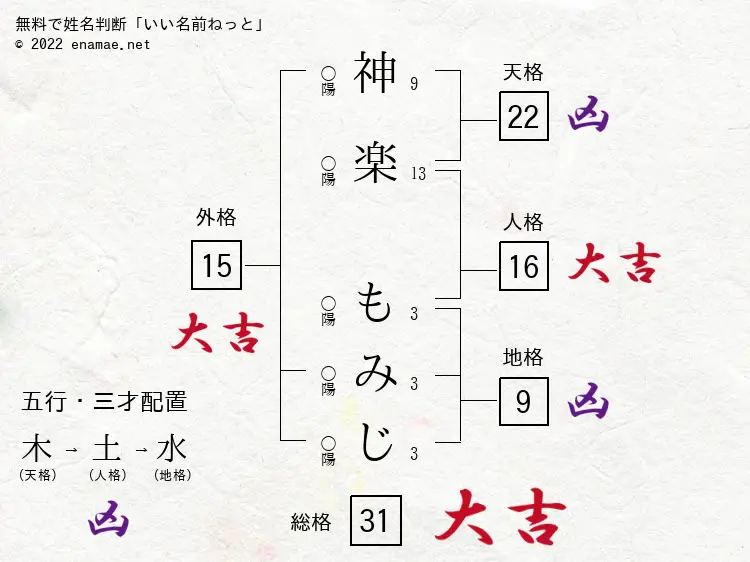 無料で姓名判断「いい名前ねっと」
© 2022 enamae.net
神
○陽
9
楽
○陽
13
も
○陽
3
み
○陽
3
じ
○陽
3
天格
22
凶
人格
16
大吉
地格
9
凶
外格
15
大吉
五行・三才配置
木→土→水
(天格) (人格) (地格)
凶
総格
31
大吉